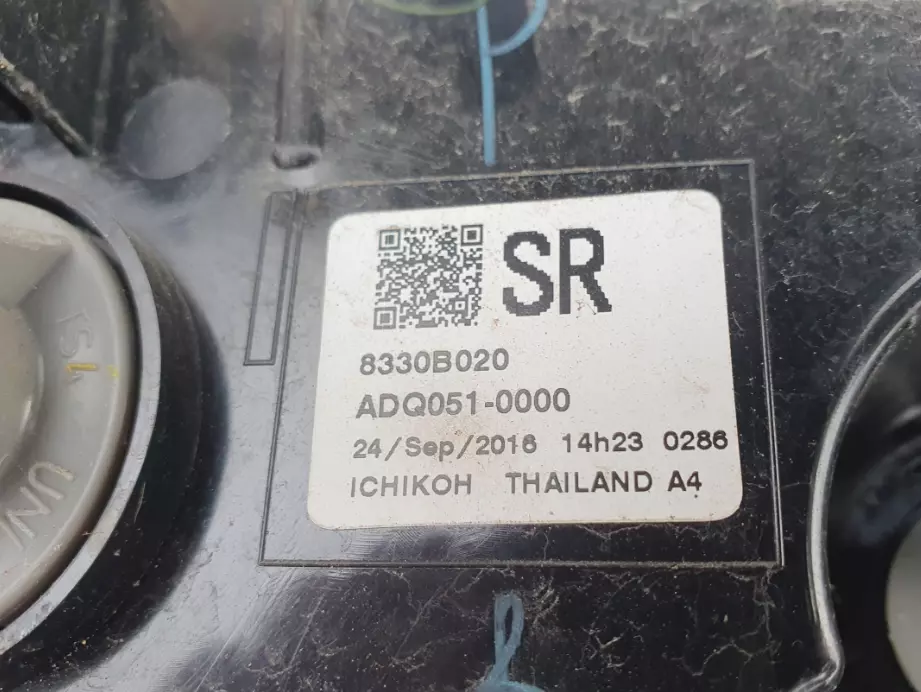 SR
8330B020
ADQ051-0000
24/Sep/2016 14h23 0286
ICHIKOH THAILAND A4